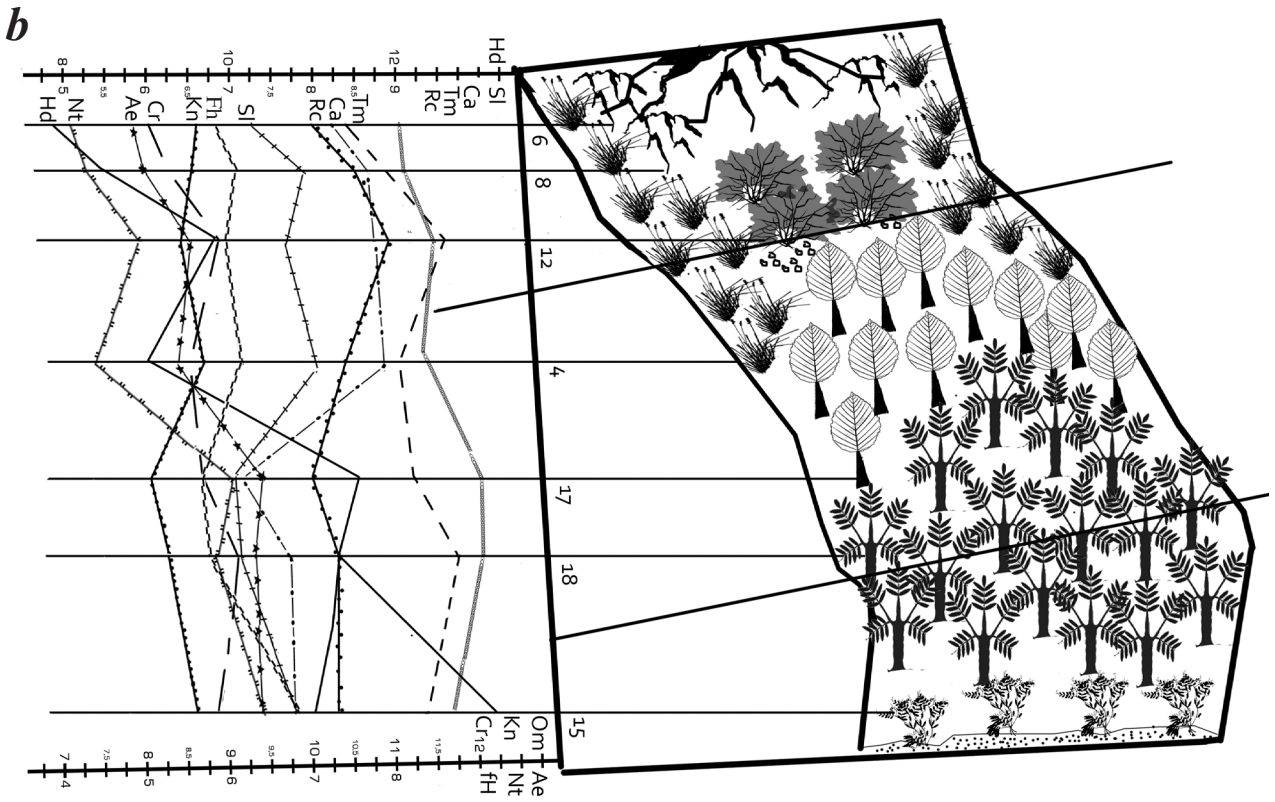 b
8 10 12 Hd
5 5,5 6 6,5 7 7,5 8 8,5 9 Sl
Ca
Tm
Rc
Hd Nt Ae Cr Kn Fh Sl Rc Ca Tm
6
8
12
4
17
18
15
Cr Kn Om
7 7,5 8 8,5 9 9,5 10 10,5 11 11,5 12
4 5 6 7 8 fH Nt Ae